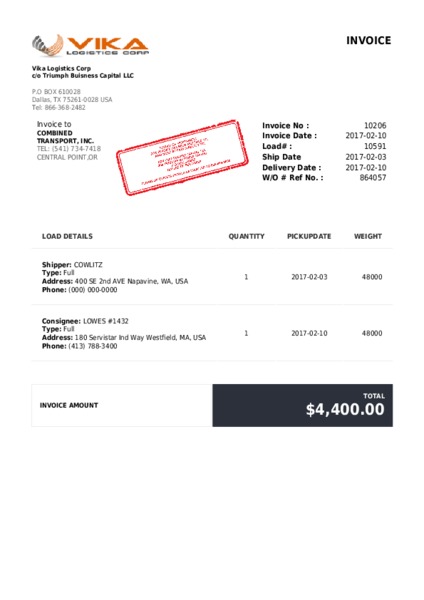 VIKA
LOGISTICS CORP
INVOICE
Vika Logistics Corp
c/o Triumph Buisness Capital LLC
P.O BOX 610028
Dallas, TX 75261-0028 USA
Tel: 866-368-2482
Invoice to
COMBINED
TRANSPORT, INC.
TEL: (541) 734-7418
CENTRAL POINT,OR
Invoice No : 10206
Invoice Date : 2017-02-10
Load# : 10591
Ship Date 2017-02-03
Delivery Date : 2017-02-10
W/O # Ref No. : 864057
LOAD DETAILS QUANTITY PICKUPDATE WEIGHT
Shipper: COWLITZ
Type: Full
Address: 400 SE 2nd AVE Napavine, WA, USA
Phone: (000) 000-0000
1 2017-02-03 48000
Consignee: LOWES #1432
Type: Full
Address: 180 Servistar Ind Way Westfield, MA, USA
Phone: (413) 788-3400
1 2017-02-10 48000
INVOICE AMOUNT
TOTAL
$4,400.00